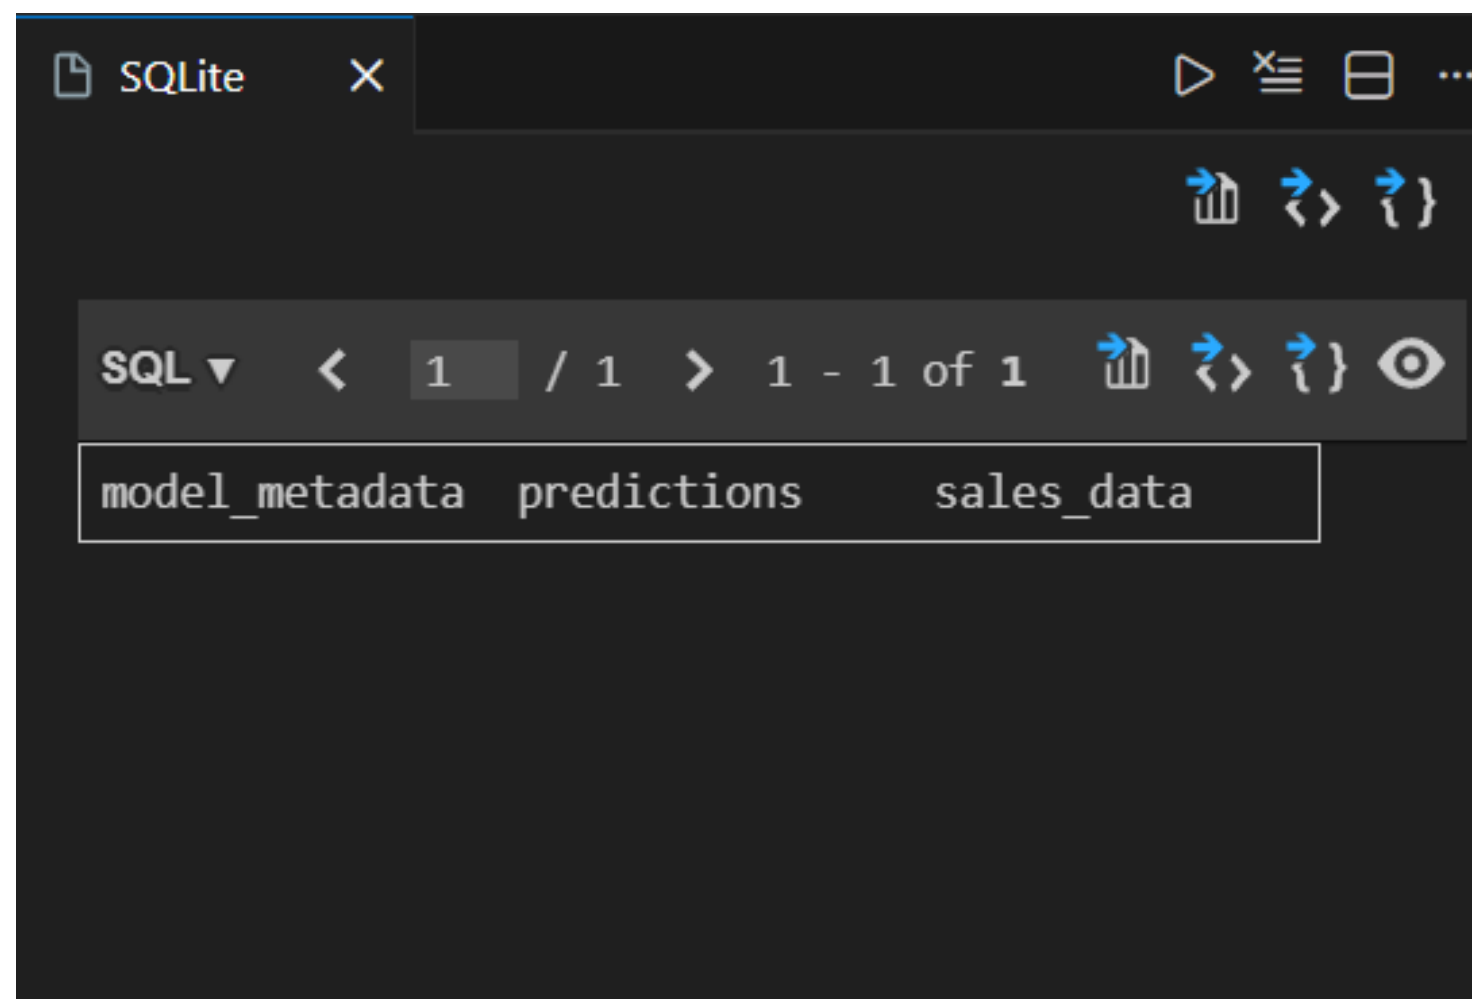 SQLite
SQL 1 / 1 1 - 1 of 1
model_metadata predictions sales_data